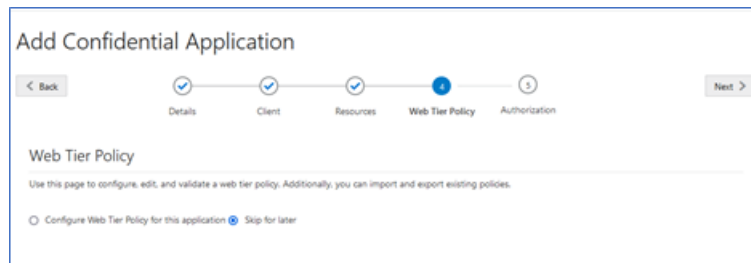 Add Confidential Application
< Back
4
5
Next >
Details
Client
Resources
Web Tier Policy
Authorization
Web Tier Policy
Use this page to configure, edit, and validate a web tier policy. Additionally, you can import and export existing policies.
Configure Web Tier Policy for this application Skip for later